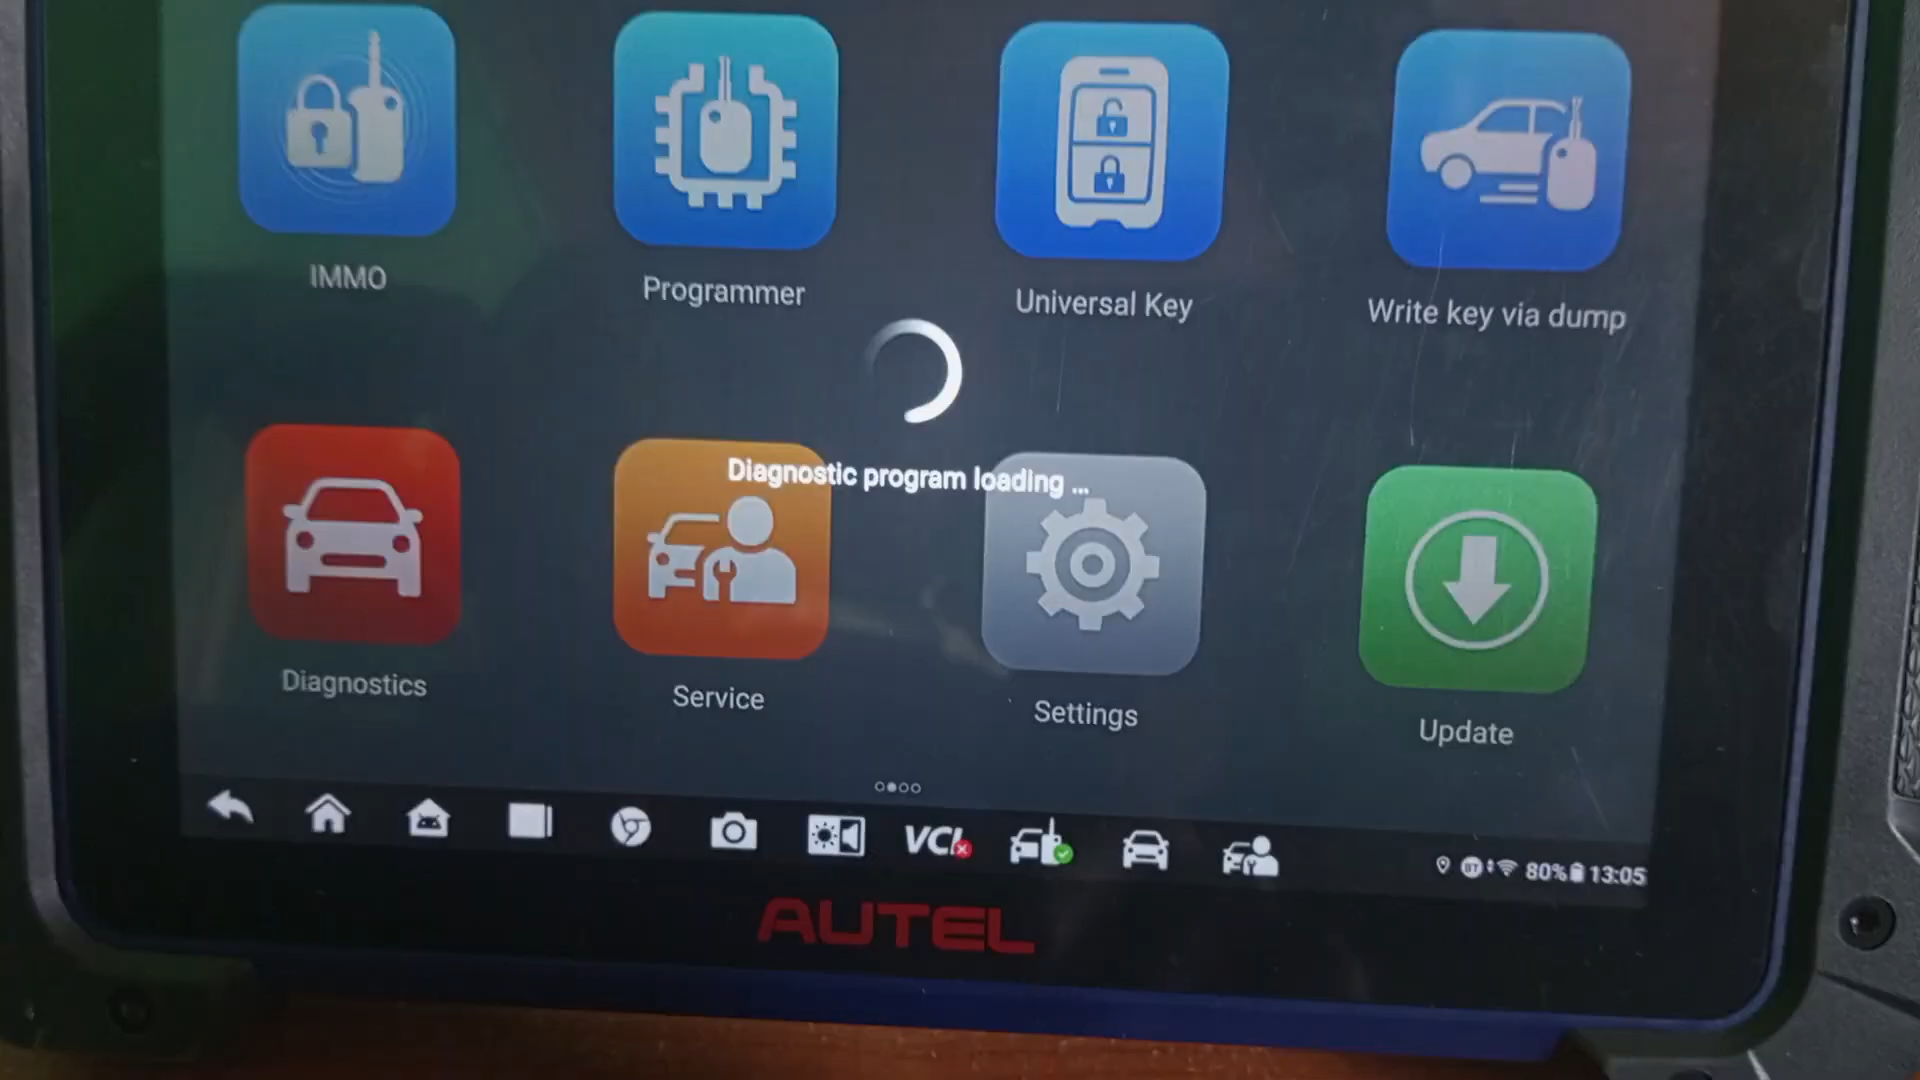 IMMO
Programmer
Universal Key
Write key via dump
Diagnostic program loading ...
Diagnostics
Service
Settings
Update
VCI
BT
80%
13:05
AUTEL